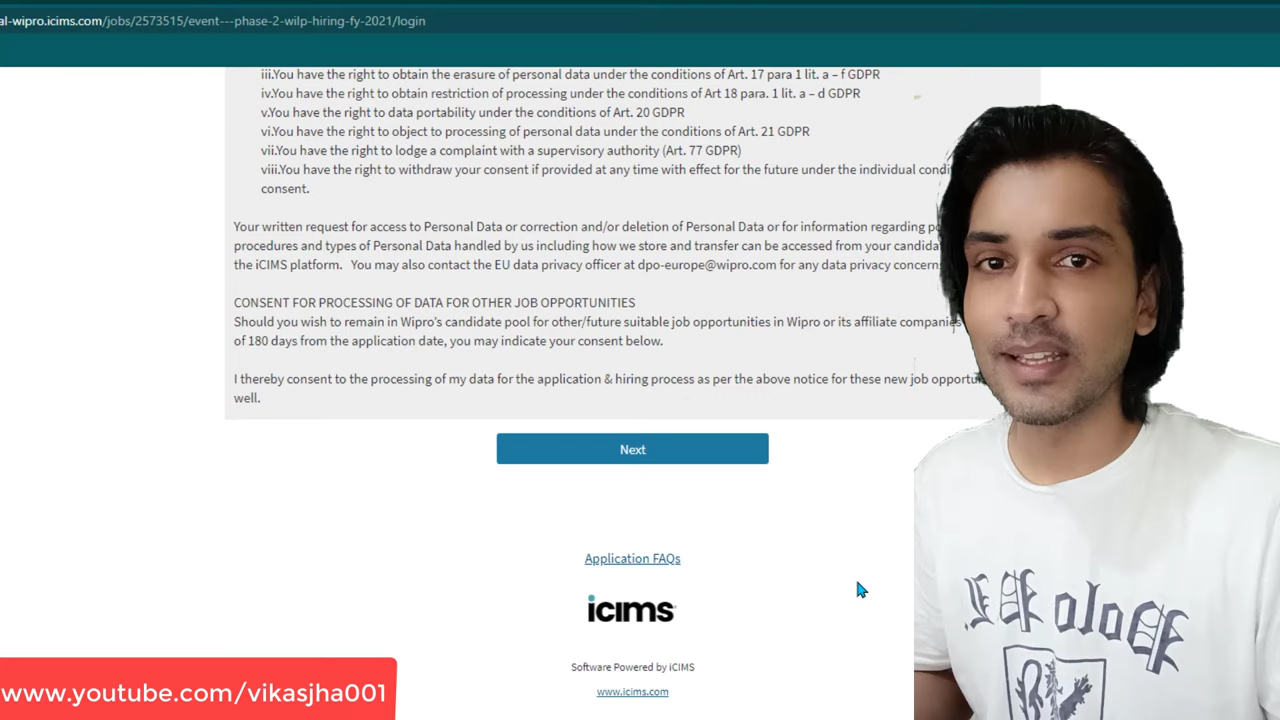 al-wipro.icims.com/jobs/2573515/event---phase-2-wilp-hiring-fy-2021/login
iii.You have the right to obtain the erasure of personal data under the conditions of Art. 17 para 1 lit. a – f GDPR
iv.You have the right to obtain restriction of processing under the conditions of Art 18 para. 1 lit. a – d GDPR
v.You have the right to data portability under the conditions of Art. 20 GDPR
vi.You have the right to object to processing of personal data under the conditions of Art. 21 GDPR
vii.You have the right to lodge a complaint with a supervisory authority (Art. 77 GDPR)
viii.You have the right to withdraw your consent if provided at any time with effect for the future under the individual
consent.
Your written request for access to Personal Data or correction and/or deletion of Personal Data or for information regarding
procedures and types of Personal Data handled by us including how we store and transfer can be accessed from your
the iCIMS platform. You may also contact the EU data privacy officer at dpo-europe@wipro.com for any data privacy
CONSENT FOR PROCESSING OF DATA FOR OTHER JOB OPPORTUNITIES
Should you wish to remain in Wipro's candidate pool for other/future suitable job opportunities in Wipro or its affiliate companies
of 180 days from the application date, you may indicate your consent below.
I thereby consent to the processing of my data for the application & hiring process as per the above notice for these new job
well.
Next
Application FAQs
icims
Software Powered by iCIMS
www.icims.com
www.youtube.com/vikasjha001